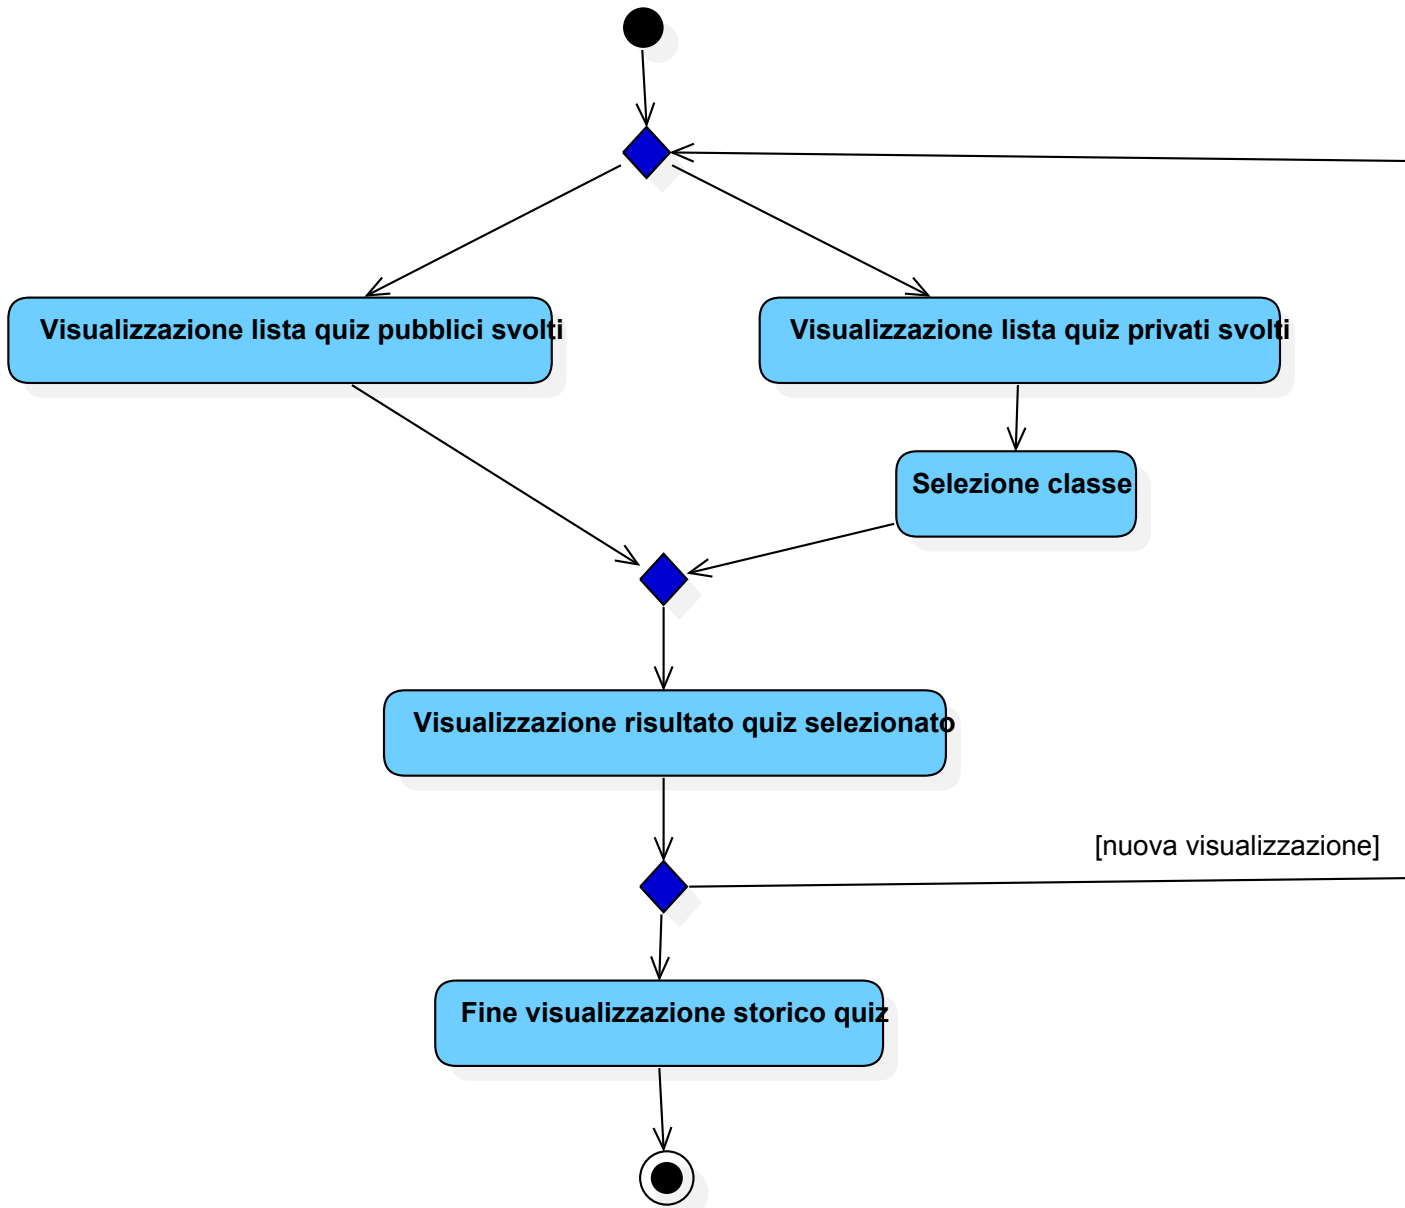 Visualizzazione lista quiz pubblici svolti
Visualizzazione lista quiz privati svolti
Selezione classe
Visualizzazione risultato quiz selezionato
[nuova visualizzazione]
Fine visualizzazione storico quiz